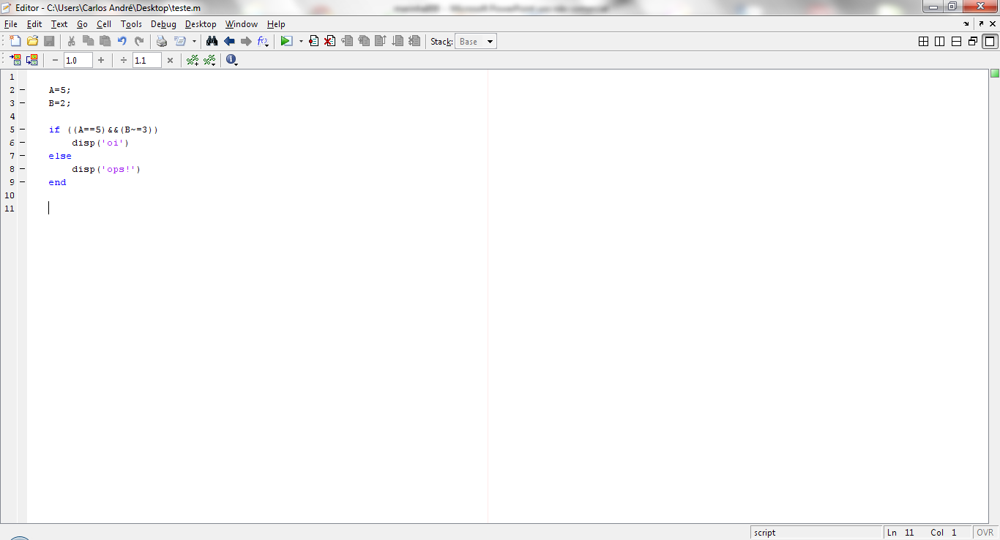 Editor - C:\Users\Carlos André\Desktop\teste.m
File Edit Text Go Cell Tools Debug Desktop Window Help
Stack: Base
1.0 1.1
1
2 A=5;
3 B=2;
4
5 if ((A==5)&&(B~=3))
6 disp('oi')
7 else
8 disp('ops!')
9 end
10
11
script Ln 11 Col 1 OVR